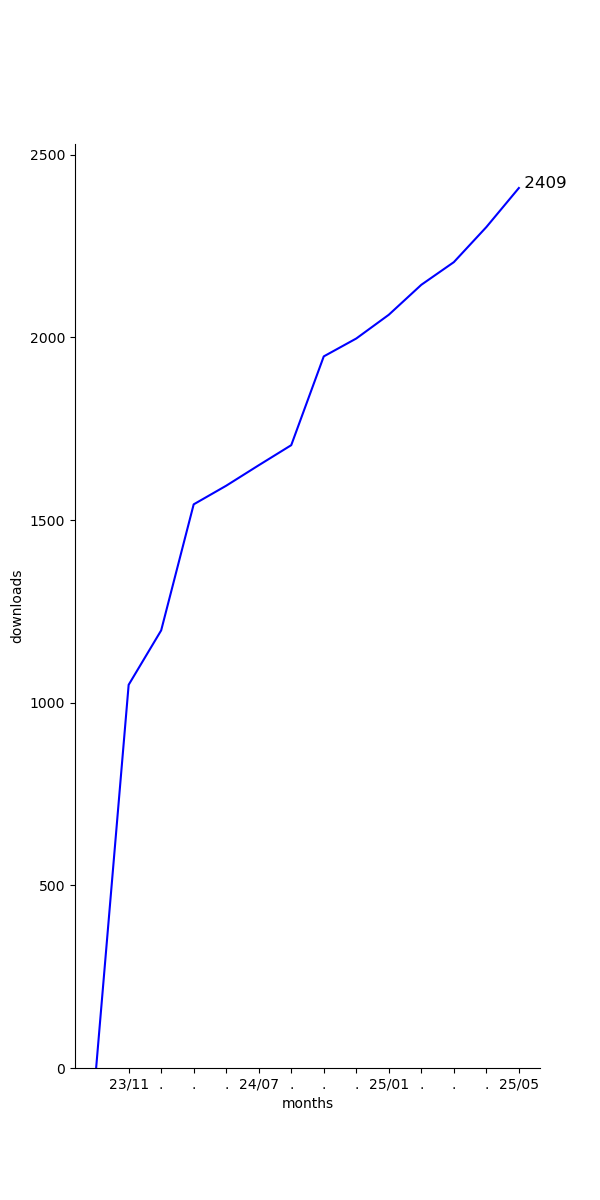 2500
2409
2000
1500
downloads
1000
500
0
23/11 . . . 24/07 . . . 25/01 . . . 25/05
months